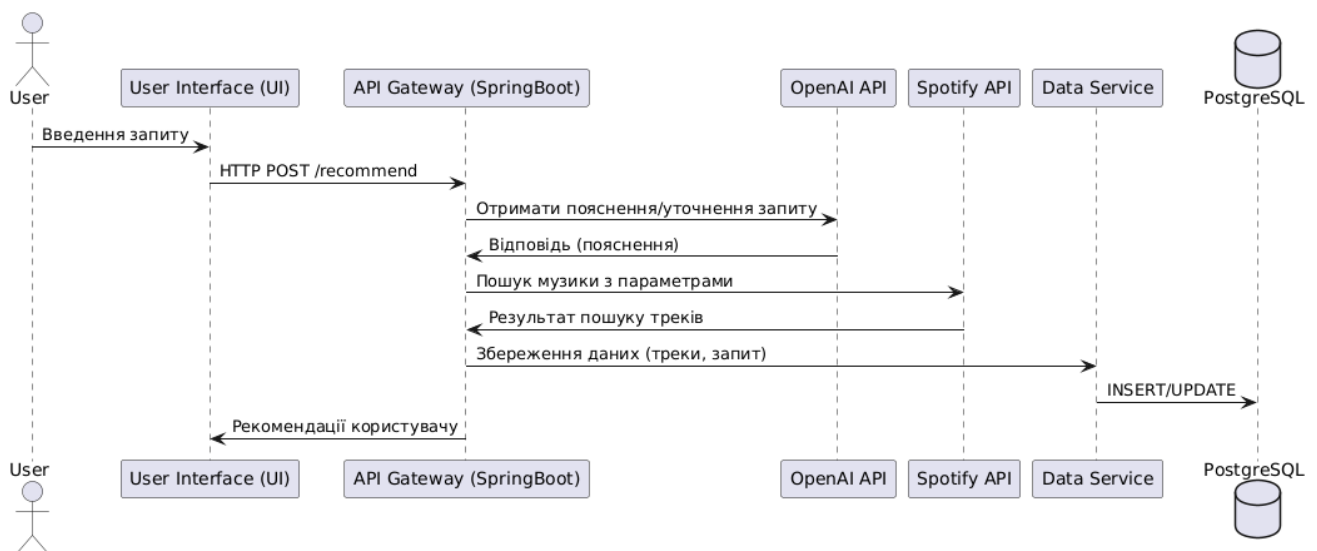 User
User Interface (UI)
API Gateway (SpringBoot)
OpenAI API
Spotify API
Data Service
PostgreSQL
Введення запиту
HTTP POST /recommend
Отримати пояснення/уточнення запиту
Відповідь (пояснення)
Пошук музики з параметрами
Результат пошуку треків
Збереження даних (треки, запит)
INSERT/UPDATE
Рекомендації користувачу
User
User Interface (UI)
API Gateway (SpringBoot)
OpenAI API
Spotify API
Data Service
PostgreSQL